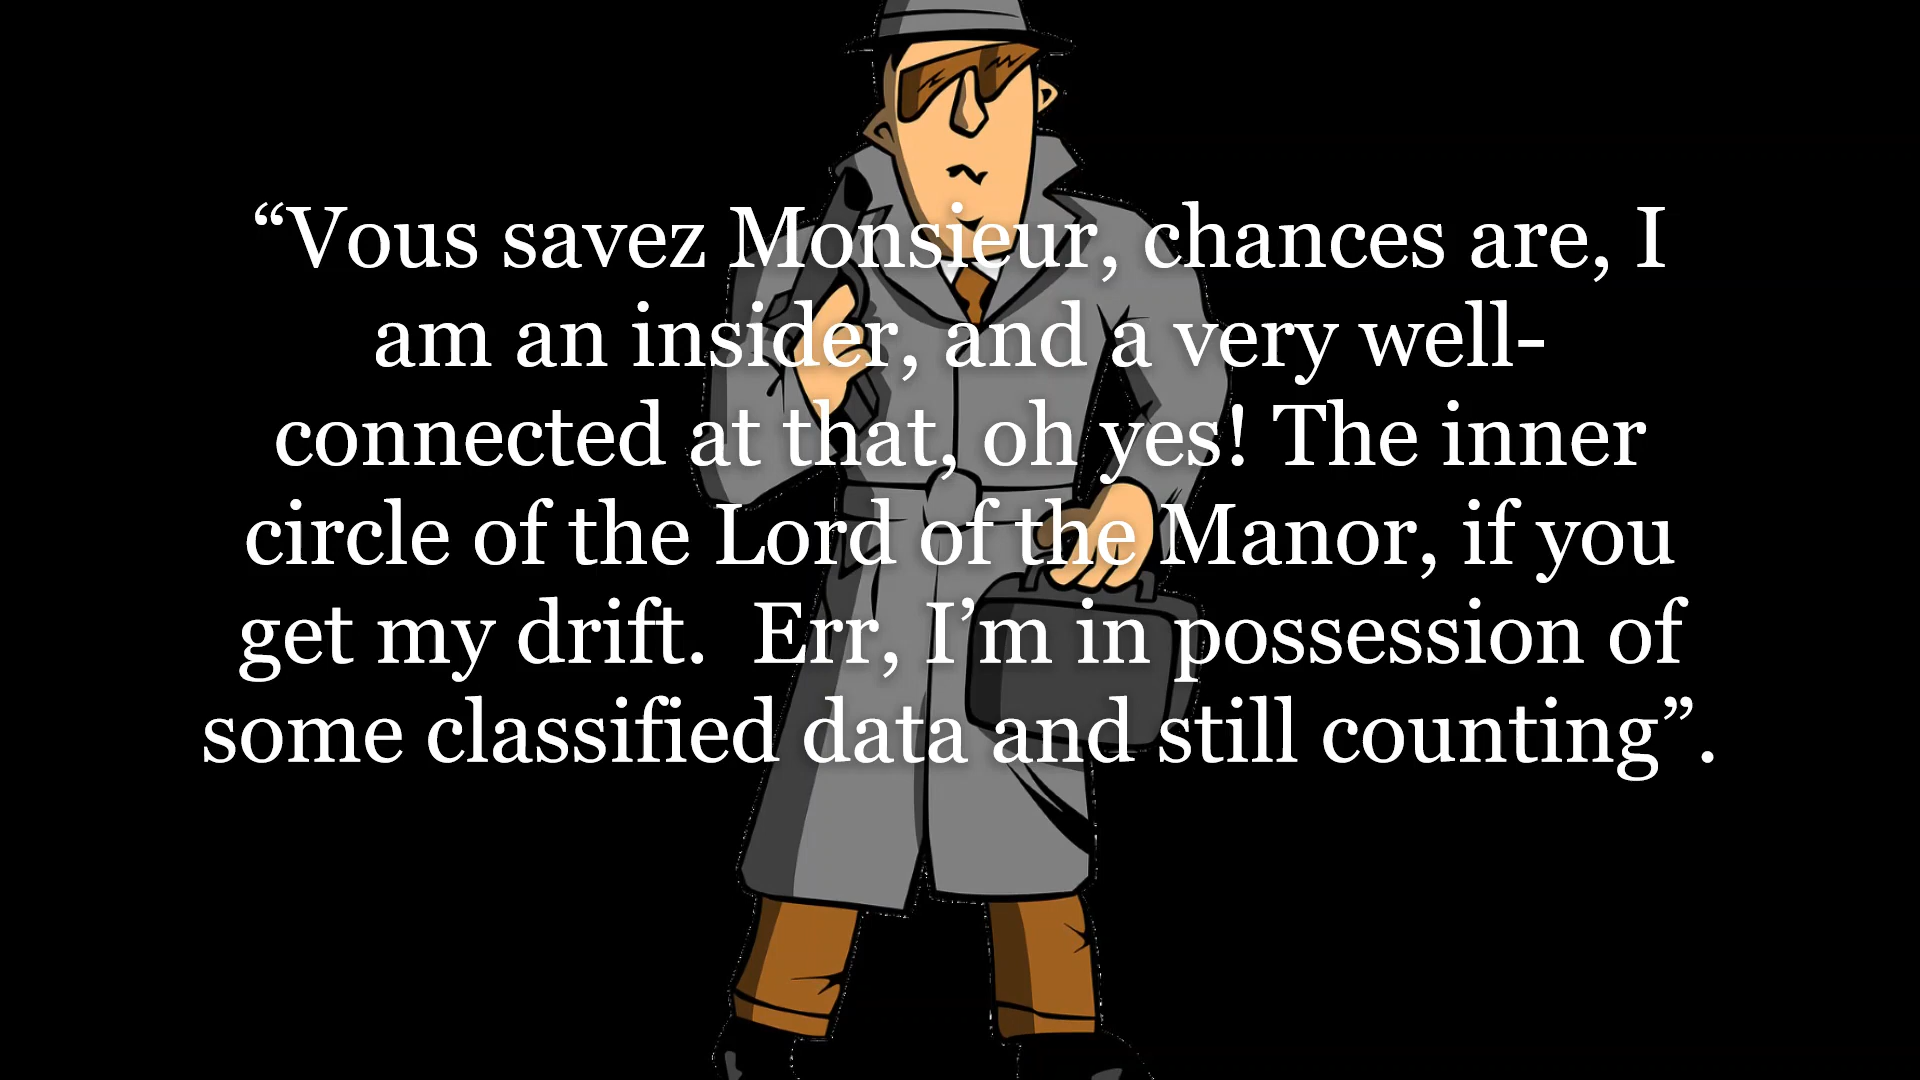 “Vous savez Monsieur, chances are, I
am an insider, and a very well-
connected at that, oh yes! The inner
circle of the Lord of the Manor, if you
get my drift.  Err, I’m in possession of
some classified data and still counting”.